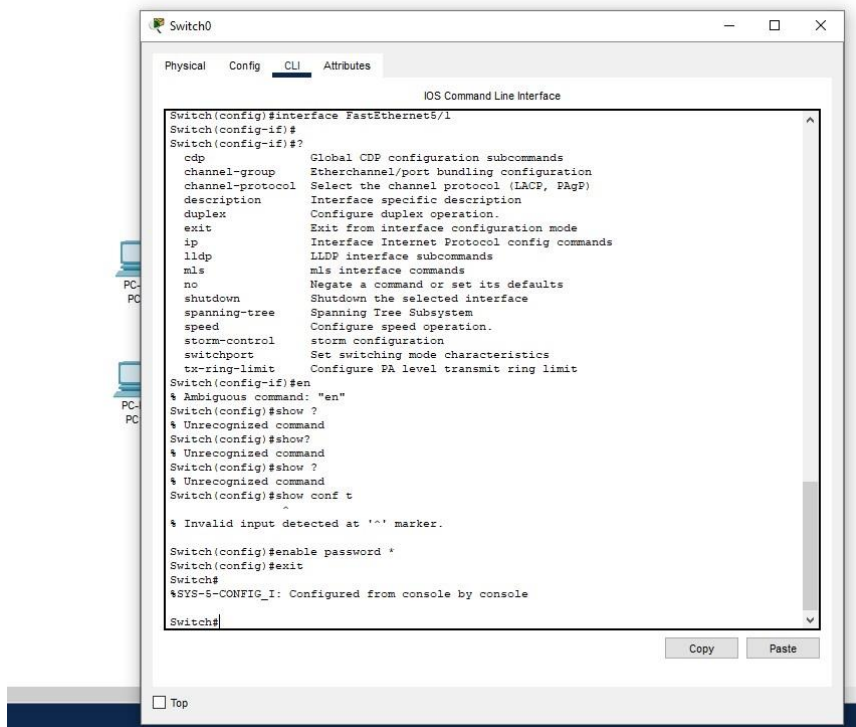 Switch0
Physical Config CLI Attributes
IOS Command Line Interface
Switch(config)#interface FastEthernet5/1
Switch(config-if)#
Switch(config-if)#?
cdp Global CDP configuration subcommands
channel-group Etherchannel/port bundling configuration
channel-protocol Select the channel protocol (LACP, PAgP)
description Interface specific description
duplex Configure duplex operation.
exit Exit from interface configuration mode
ip Interface Internet Protocol config commands
lldp LLDP interface subcommands
mls mls interface commands
no Negate a command or set its defaults
shutdown Shutdown the selected interface
spanning-tree Spanning Tree Subsystem
speed Configure speed operation.
storm-control storm configuration
switchport Set switching mode characteristics
tx-ring-limit Configure PA level transmit ring limit
Switch(config-if)#en
% Ambiguous command: "en"
Switch(config)#show ?
% Unrecognized command
Switch(config)#show?
% Unrecognized command
Switch(config)#show ?
% Unrecognized command
Switch(config)#show conf t
^
% Invalid input detected at '^' marker.
Switch(config)#enable password *
Switch(config)#exit
Switch#
%SYS-5-CONFIG_I: Configured from console by console
Switch#
Copy Paste
Top
PC-
PC
PC-
PC